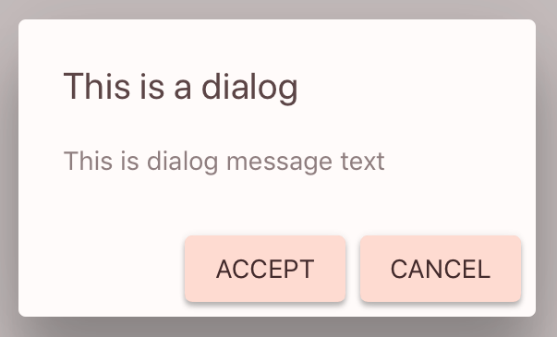 This is a dialog
This is dialog message text
ACCEPT CANCEL